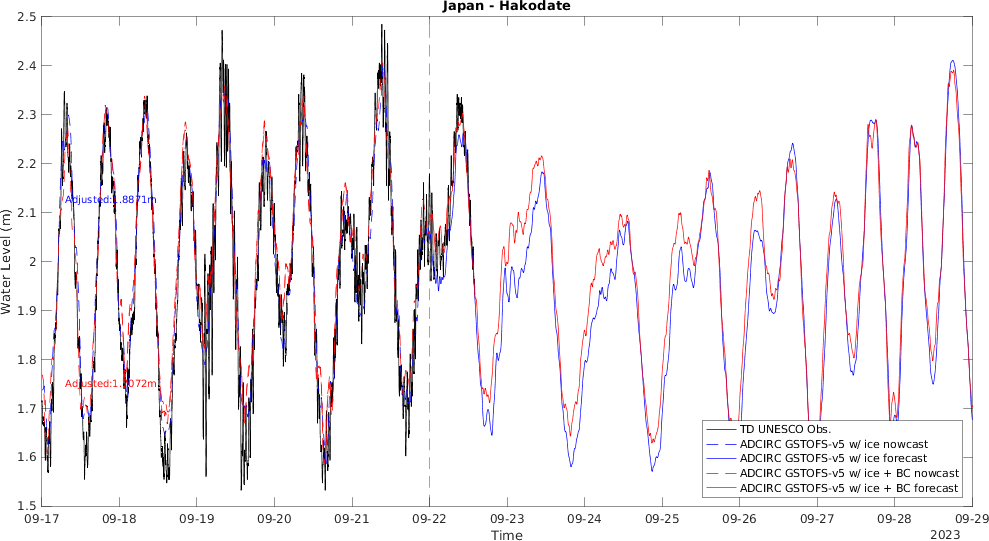 Japan - Hakodate
Water Level (m)
2.5
2.4
2.3
2.2
2.1
2
1.9
1.8
1.7
1.6
1.5
Adjusted:1.8871m
TD UNESCO Obs.
ADCIRC GSTOFS-v5 w/ ice nowcast
ADCIRC GSTOFS-v5 w/ ice forecast
ADCIRC GSTOFS-v5 w/ ice + BC nowcast
ADCIRC GSTOFS-v5 w/ ice + BC forecast
09-17 09-18 09-19 09-20 09-21 09-22 09-23 09-24 09-25 09-26 09-27 09-28 09-29
Time
2023